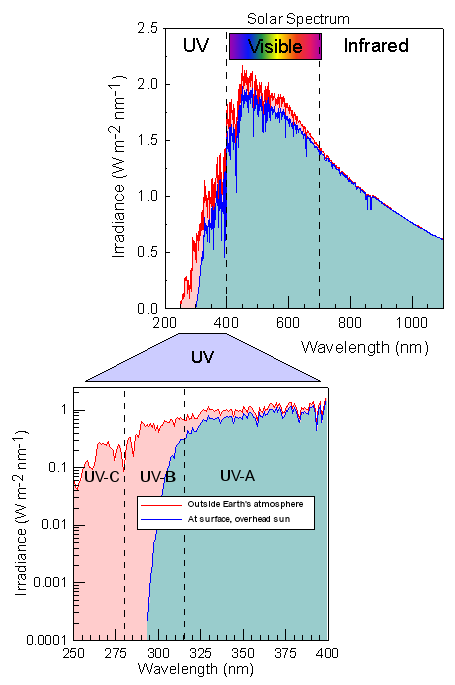 Solar Spectrum
UV Visible Infrared
2.5
2.0
1.5
1.0
0.5
0.0
Irradiance (W m-2 nm-1)
200 400 600 800 1000
Wavelength (nm)
UV
1
0.1
0.01
0.001
0.0001
Irradiance (W m-2 nm-1)
UV-C UV-B UV-A
Outside Earth's atmosphere
At surface, overhead sun
250 275 300 325 350 375 400
Wavelength (nm)